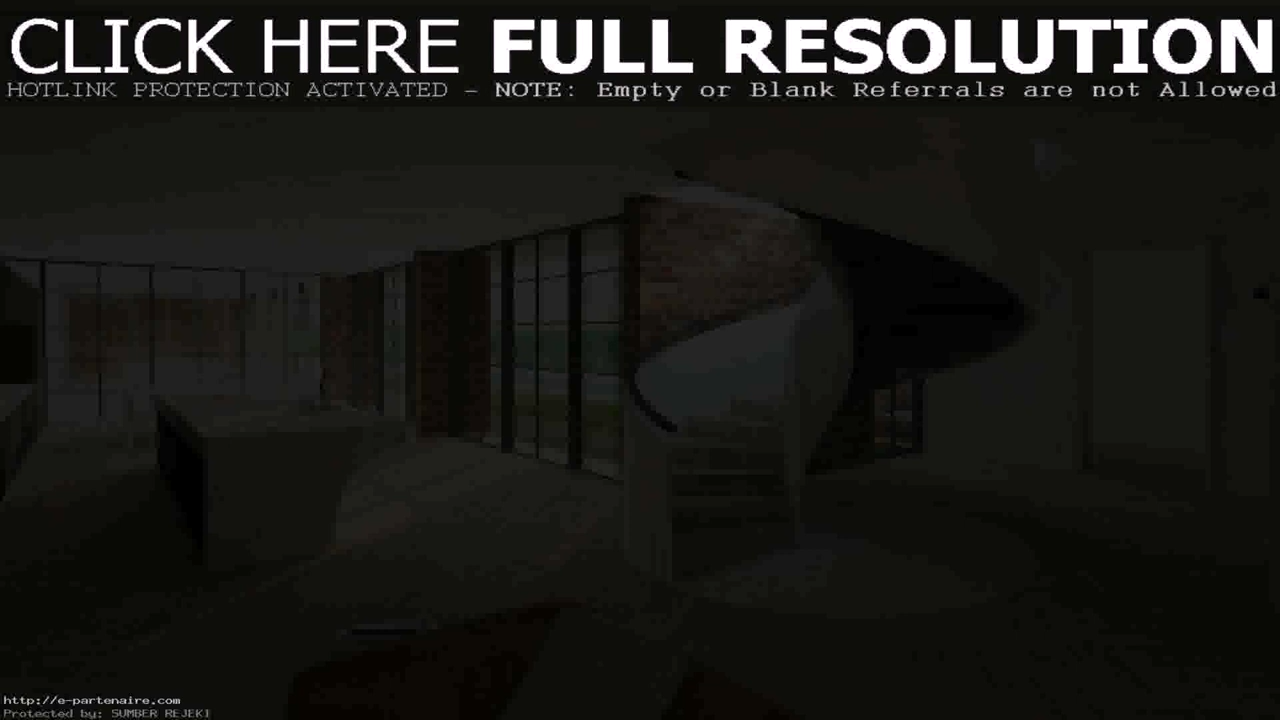 CLICK HERE FULL RESOLUTION
HOTLINK PROTECTION ACTIVATED - NOTE: Empty or Blank Referrals are not Allowed
http://e-partenaire.com
Protected by: SUMBER REJEKI